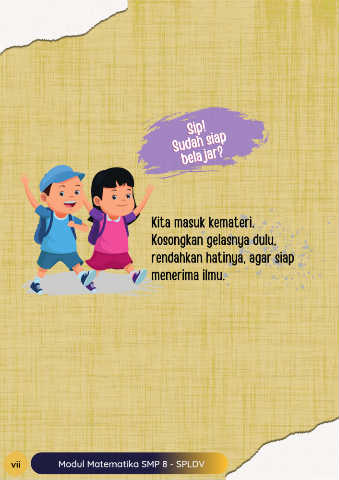 Sip!
Sudah siap
belajar?
Kita masuk kemateri.
Kosongkan gelasnya dulu,
rendahkan hatinya, agar siap
menerima ilmu.
vii
Modul Matematika SMP 8 - SPLDV